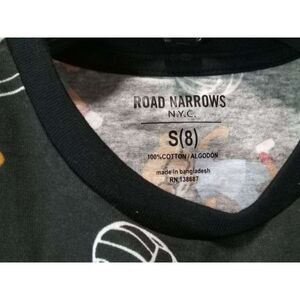 ROAD NARROWS
N.Y.C.
S(8)
100%COTTON/ALGODON
made in bangladesh
RN:138687